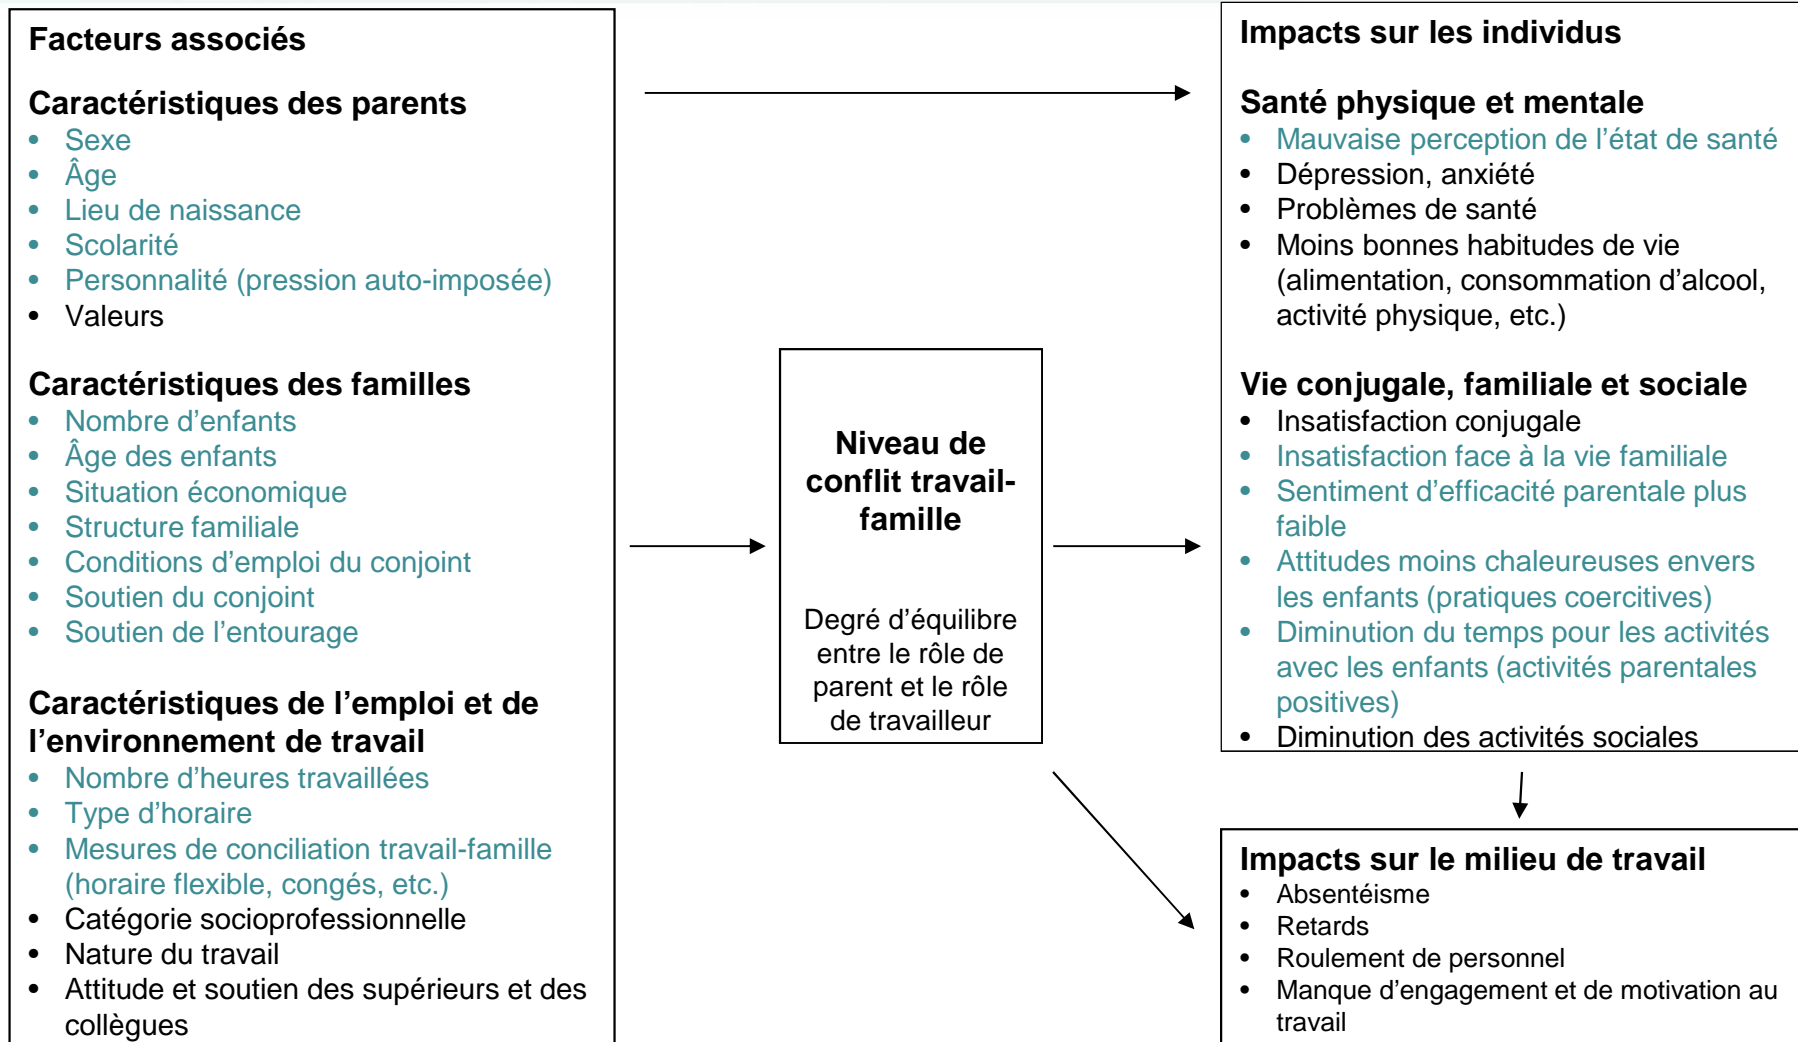 Facteurs associés
Caractéristiques des parents
• Sexe
• Âge
• Lieu de naissance
• Scolarité
• Personnalité (pression auto-imposée)
• Valeurs
Caractéristiques des familles
• Nombre d’enfants
• Âge des enfants
• Situation économique
• Structure familiale
• Conditions d’emploi du conjoint
• Soutien du conjoint
• Soutien de l’entourage
Caractéristiques de l’emploi et de
l’environnement de travail
• Nombre d’heures travaillées
• Type d’horaire
• Mesures de conciliation travail-famille
(horaire flexible, congés, etc.)
• Catégorie socioprofessionnelle
• Nature du travail
• Attitude et soutien des supérieurs et des
collègues
Niveau de
conflit travail-
famille
Degré d’équilibre
entre le rôle de
parent et le rôle
de travailleur
Impacts sur les individus
Santé physique et mentale
• Mauvaise perception de l’état de santé
• Dépression, anxiété
• Problèmes de santé
• Moins bonnes habitudes de vie
(alimentation, consommation d’alcool,
activité physique, etc.)
Vie conjugale, familiale et sociale
• Insatisfaction conjugale
• Insatisfaction face à la vie familiale
• Sentiment d’efficacité parentale plus
faible
• Attitudes moins chaleureuses envers
les enfants (pratiques coercitives)
• Diminution du temps pour les activités
avec les enfants (activités parentales
positives)
• Diminution des activités sociales
Impacts sur le milieu de travail
• Absentéisme
• Retards
• Roulement de personnel
• Manque d’engagement et de motivation au
travail